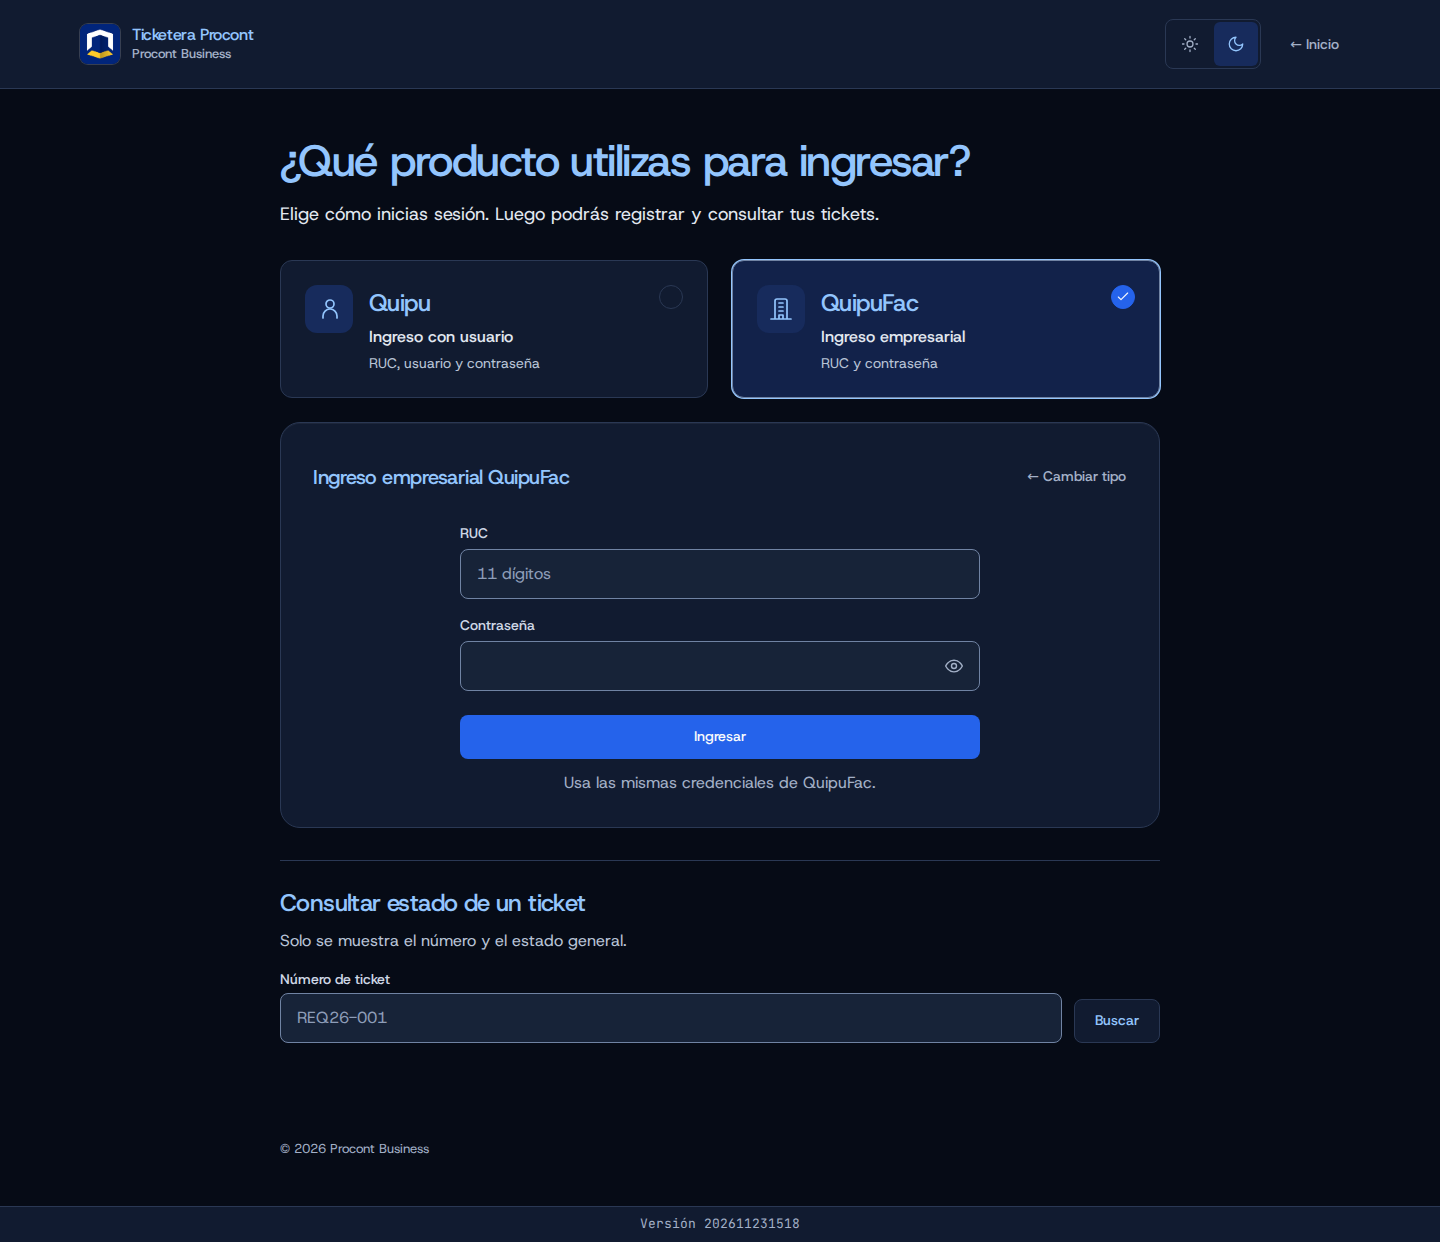 Ticketera Procont
Procont Business
← Inicio
¿Qué producto utilizas para ingresar?
Elige cómo inicias sesión. Luego podrás registrar y consultar tus tickets.
Quipu
Ingreso con usuario
RUC, usuario y contraseña
QuipuFac
Ingreso empresarial
RUC y contraseña
Ingreso empresarial QuipuFac
← Cambiar tipo
RUC
11 dígitos
Contraseña
Ingresar
Usa las mismas credenciales de QuipuFac.
Consultar estado de un ticket
Solo se muestra el número y el estado general.
Número de ticket
REQ26-001
Buscar
© 2026 Procont Business
Versión 202611231518